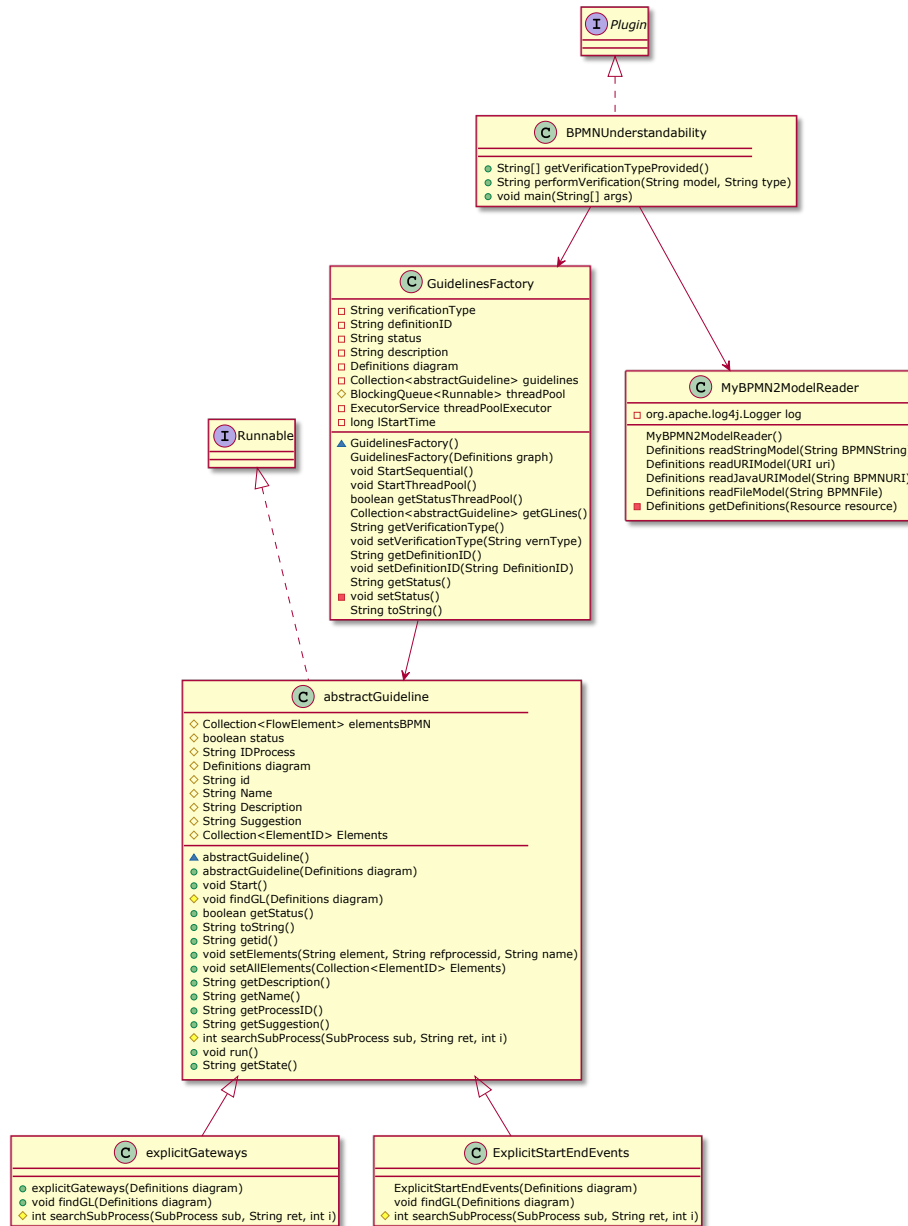 I Plugin
C BPMNUnderstandability
String[] getVerificationTypeProvided()
String performVerification(String model, String type)
void main(String[] args)
C GuidelinesFactory
String verificationType
String definitionID
String status
String description
Definitions diagram
Collection<abstractGuideline> guidelines
BlockingQueue<Runnable> threadPool
ExecutorService threadPoolExecutor
long lStartTime
GuidelinesFactory()
GuidelinesFactory(Definitions graph)
void StartSequential()
void StartThreadPool()
boolean getStatusThreadPool()
Collection<abstractGuideline> getGLines()
String getVerificationType()
void setVerificationType(String vernType)
String getDefinitionID()
void setDefinitionID(String DefinitionID)
String getStatus()
void setStatus()
String toString()
C MyBPMN2ModelReader
org.apache.log4j.Logger log
MyBPMN2ModelReader()
Definitions readStringModel(String BPMNString
Definitions readURIModel(URI uri)
Definitions readJavaURIModel(String BPMNURI)
Definitions readFileModel(String BPMNFile)
Definitions getDefinitions(Resource resource)
I Runnable
C abstractGuideline
Collection<FlowElement> elementsBPMN
boolean status
String IDProcess
Definitions diagram
String id
String Name
String Description
String Suggestion
Collection<ElementID> Elements
abstractGuideline()
abstractGuideline(Definitions diagram)
void Start()
void findGL(Definitions diagram)
boolean getStatus()
String toString()
String getid()
void setElements(String element, String refprocessid, String name)
void setAllElements(Collection<ElementID> Elements)
String getDescription()
String getName()
String getProcessID()
String getSuggestion()
int searchSubProcess(SubProcess sub, String ret, int i)
void run()
String getState()
C explicitGateways
explicitGateways(Definitions diagram)
void findGL(Definitions diagram)
int searchSubProcess(SubProcess sub, String ret, int i)
C ExplicitStartEndEvents
ExplicitStartEndEvents(Definitions diagram)
void findGL(Definitions diagram)
int searchSubProcess(SubProcess sub, String ret, int i)